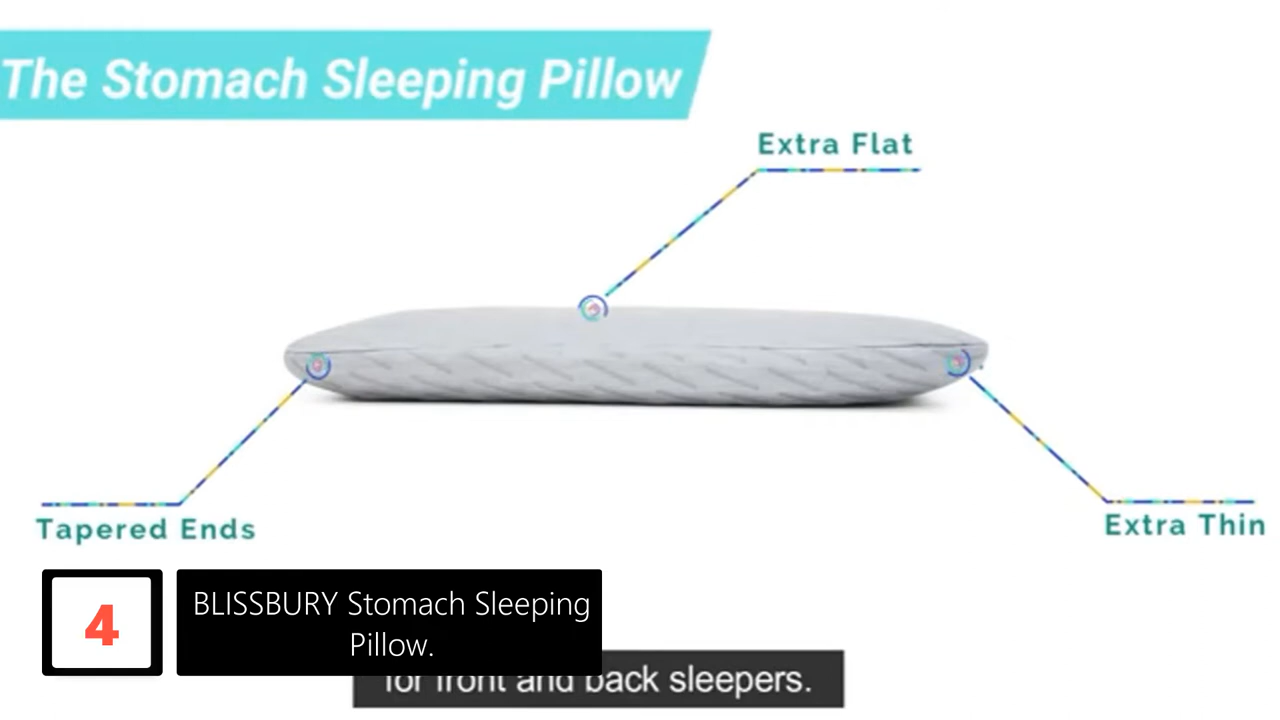 The Stomach Sleeping Pillow
Extra Flat
Tapered Ends
Extra Thin
4
BLISSBURY Stomach Sleeping
Pillow.
for front and back sleepers.